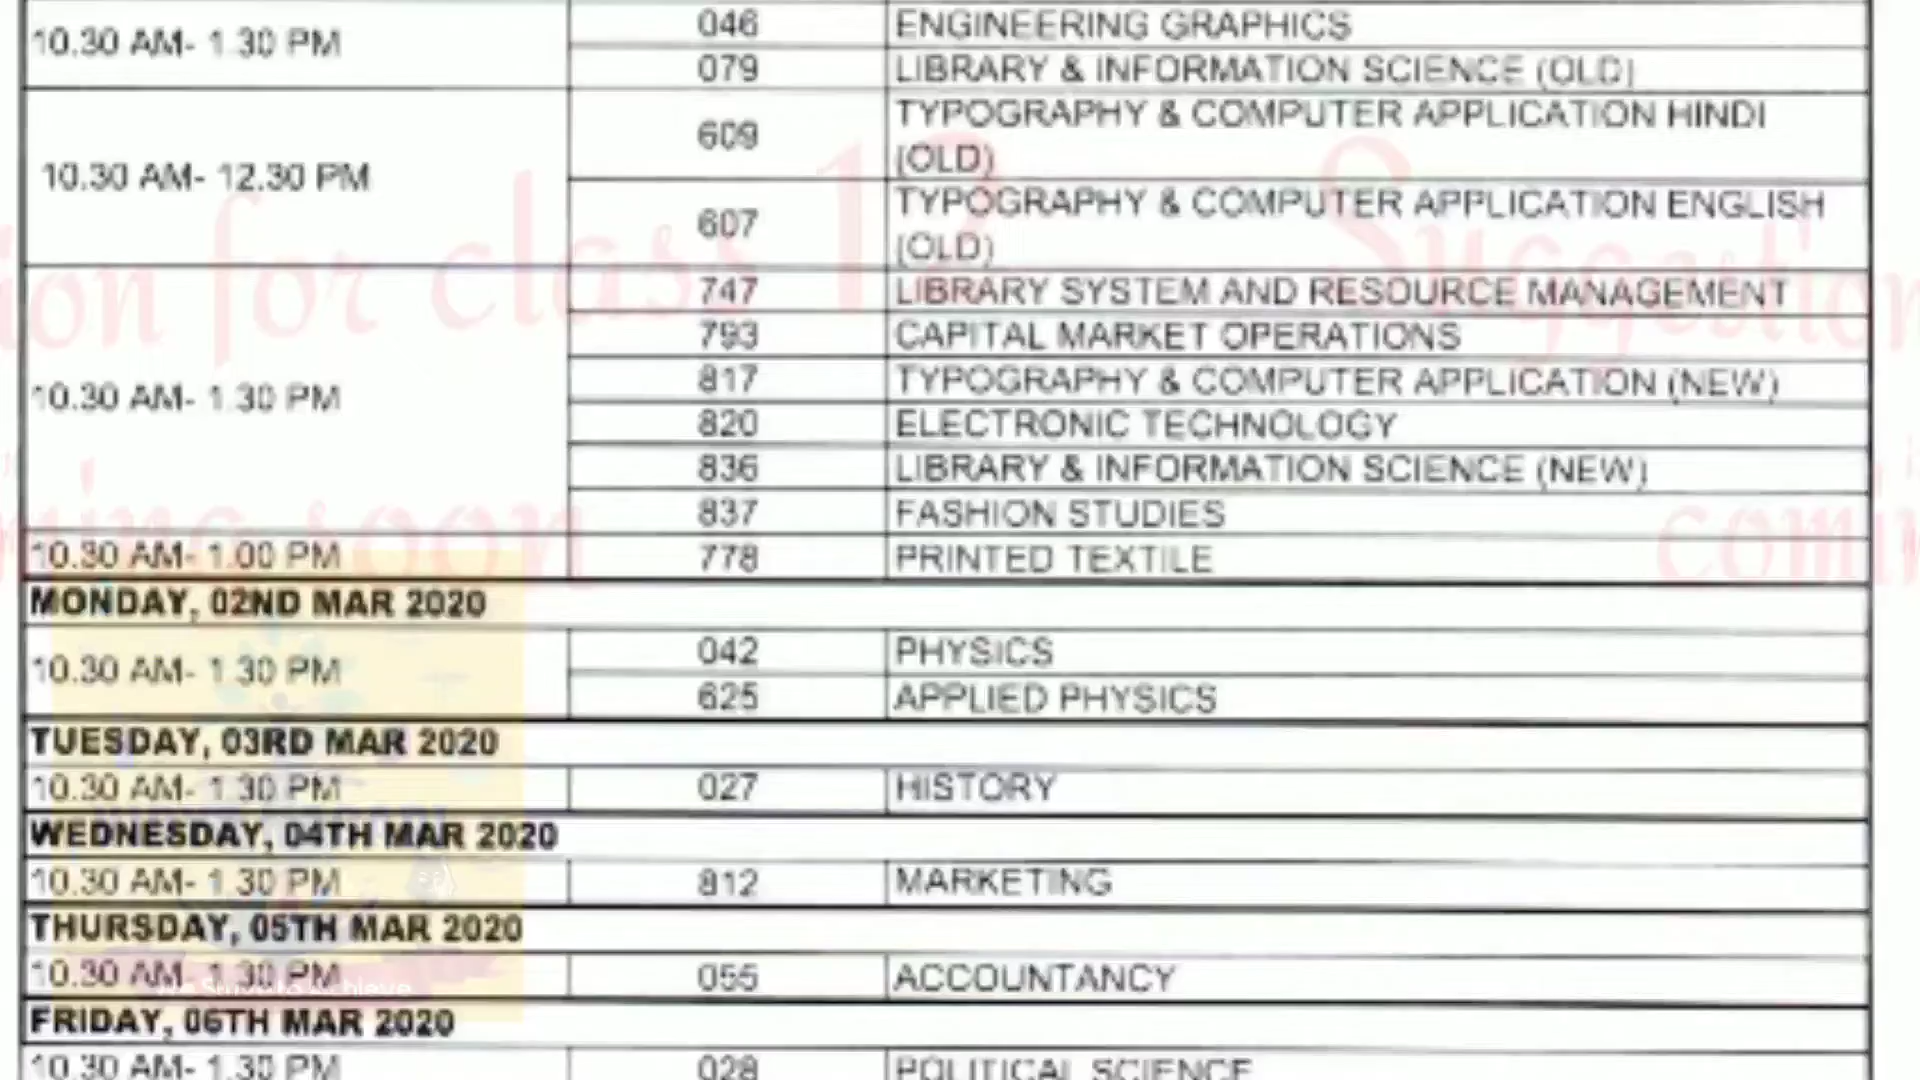 10.30 AM- 1.30 PM
046 ENGINEERING GRAPHICS
079 LIBRARY & INFORMATION SCIENCE (OLD)
10.30 AM- 12.30 PM
609 TYPOGRAPHY & COMPUTER APPLICATION HINDI
(OLD)
607 TYPOGRAPHY & COMPUTER APPLICATION ENGLISH
(OLD)
10.30 AM- 1.30 PM
747 LIBRARY SYSTEM AND RESOURCE MANAGEMENT
793 CAPITAL MARKET OPERATIONS
817 TYPOGRAPHY & COMPUTER APPLICATION (NEW)
820 ELECTRONIC TECHNOLOGY
836 LIBRARY & INFORMATION SCIENCE (NEW)
837 FASHION STUDIES
10.30 AM- 1.00 PM 778 PRINTED TEXTILE
MONDAY, 02ND MAR 2020
10.30 AM- 1.30 PM
042 PHYSICS
625 APPLIED PHYSICS
TUESDAY, 03RD MAR 2020
10.30 AM- 1.30 PM 027 HISTORY
WEDNESDAY, 04TH MAR 2020
10.30 AM- 1.30 PM 812 MARKETING
THURSDAY, 05TH MAR 2020
10.30 AM- 1.30 PM 055 ACCOUNTANCY
FRIDAY, 06TH MAR 2020
10.30 AM- 1.30 PM 028 POLITICAL SCIENCE
for class 12 Suggestion
soon